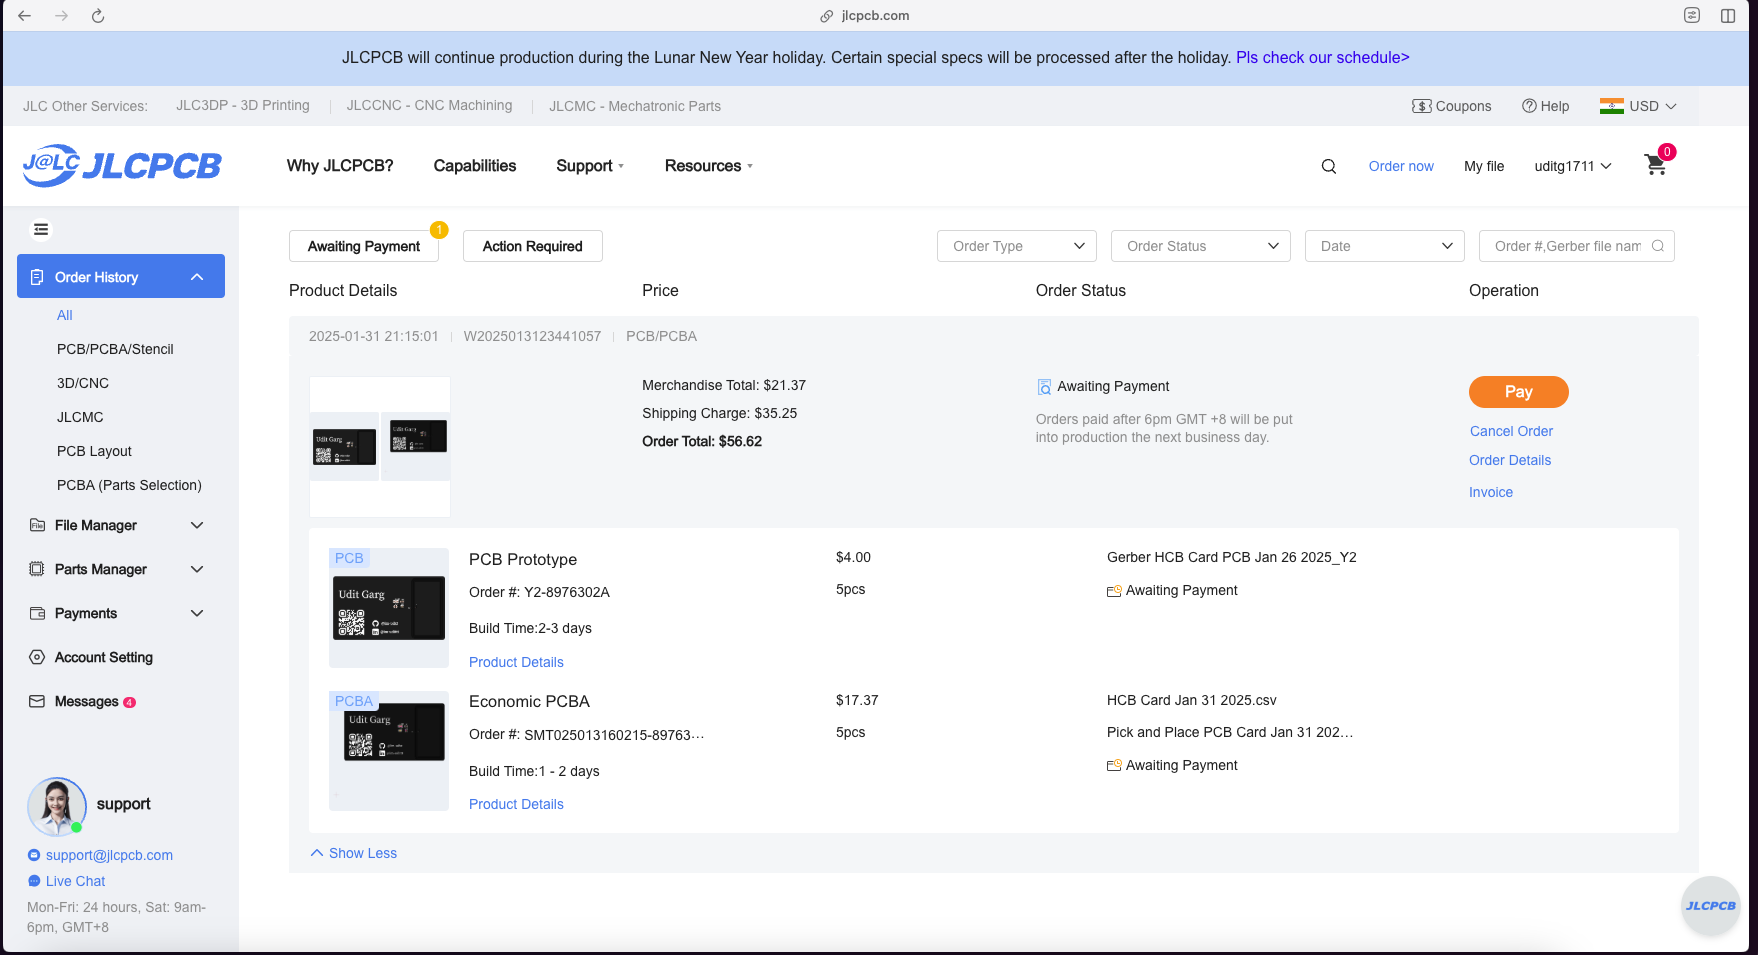 jlcpcb.com
JLCPCB will continue production during the Lunar New Year holiday. Certain special specs will be processed after the holiday. Pls check our schedule>
JLC Other Services: JLC3DP - 3D Printing JLCCNC - CNC Machining JLCMC - Mechatronic Parts
$ Coupons Help USD
J@LC JLCPCB
Why JLCPCB? Capabilities Support Resources
Order now My file uditg1711 0
Order History
All
PCB/PCBA/Stencil
3D/CNC
JLCMC
PCB Layout
PCBA (Parts Selection)
File Manager
Parts Manager
Payments
Account Setting
Messages 4
support
support@jlcpcb.com
Live Chat
Mon-Fri: 24 hours, Sat: 9am-
6pm, GMT+8
Awaiting Payment 1 Action Required
Order Type Order Status Date Order #,Gerber file nam
Product Details Price Order Status Operation
2025-01-31 21:15:01 W2025013123441057 PCB/PCBA
Udit Garg
Udit Garg
Merchandise Total: $21.37
Shipping Charge: $35.25
Order Total: $56.62
Awaiting Payment
Orders paid after 6pm GMT +8 will be put
into production the next business day.
Pay
Cancel Order
Order Details
Invoice
PCB
Udit Garg
PCB Prototype
Order #: Y2-8976302A
Build Time:2-3 days
Product Details
$4.00
5pcs
Gerber HCB Card PCB Jan 26 2025_Y2
Awaiting Payment
PCBA
Udit Garg
Economic PCBA
Order #: SMT025013160215-89763...
Build Time:1 - 2 days
Product Details
$17.37
5pcs
HCB Card Jan 31 2025.csv
Pick and Place PCB Card Jan 31 202...
Awaiting Payment
Show Less
JLCPCB